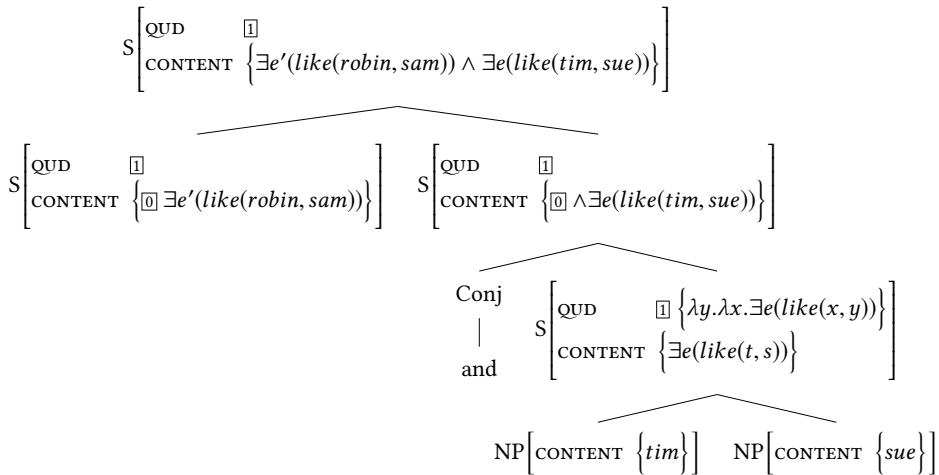 S[QUD [1]
CONTENT {∃e′(like(robin, sam)) ∧ ∃e(like(tim, sue))}]
S[QUD [1]
CONTENT {[0] ∃e′(like(robin, sam))}]
S[QUD [1]
CONTENT {[0] ∧∃e(like(tim, sue))}]
Conj
and
S[QUD [1] {λy.λx.∃e(like(x, y))}
CONTENT {∃e(like(t, s))}]
NP[CONTENT {tim}] NP[CONTENT {sue}]